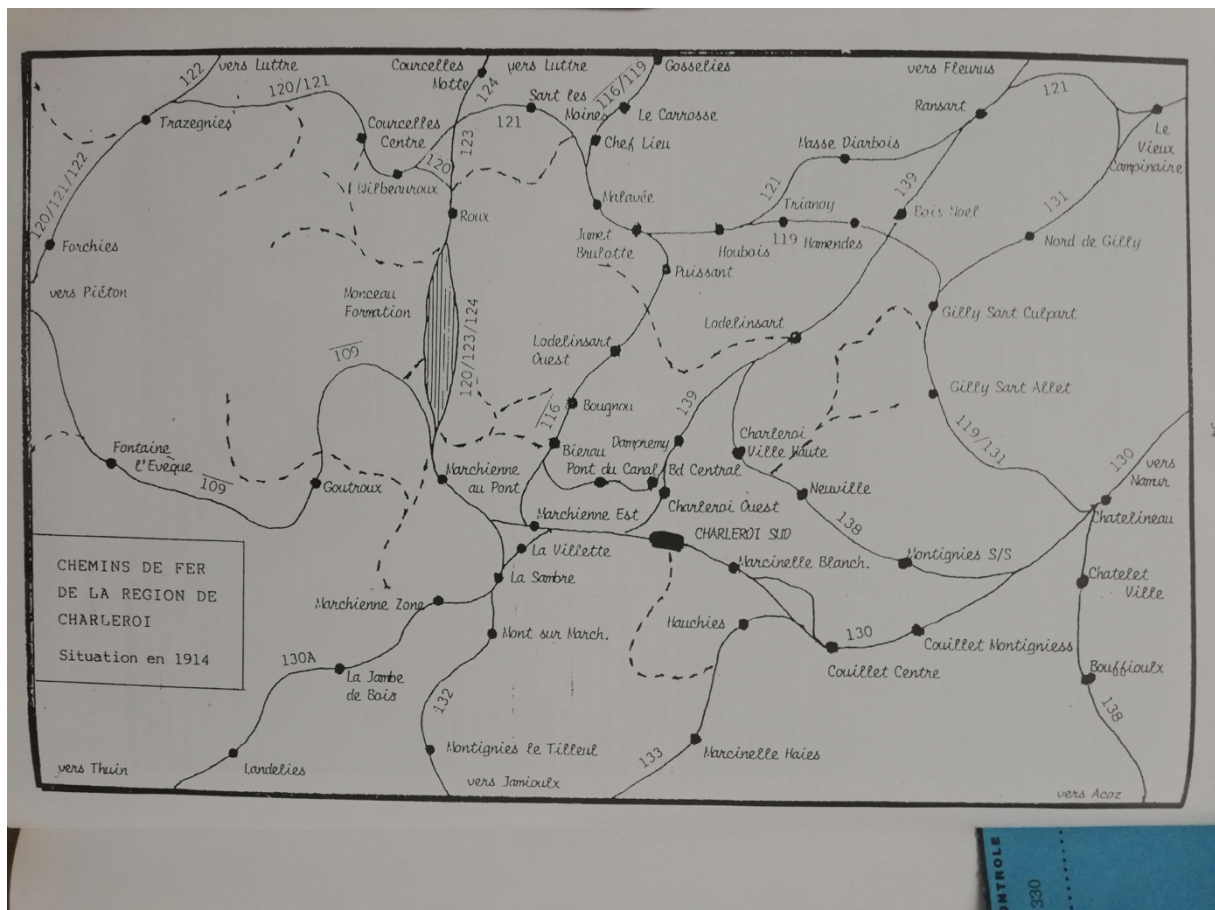 vers Luttre
122
120/121
Courcelles
Motte
vers Luttre
124
116/119
Gosselies
vers Fleurus
121
Trazegnies
Courcelles
Centre
123
Sart les
Moines
121
Le Carrosse
Chef Lieu
Ransart
Le
Vieux
Campinaire
Masse Diarbois
120
Wilbeauroux
120/121/122
139
121
131
Roux
Malavée
Trianoy
Bois Noel
Forchies
Jumet
Brulotte
Houbois
119
Hamendes
Nord de Gilly
Puissant
vers Piéton
Monceau
Formation
120/123/124
Gilly Sart Culpart
Lodelinsart
Lodelinsart
Ouest
109
Gilly Sart Allet
139
116
Bougnou
Bierau
Dampremy
Charleroi
Ville Haute
119/131
130
vers
Namur
Fontaine
l'Eveque
109
Goutroux
Marchienne
au Pont
Pont du Canal
Bd Central
Neuville
Charleroi Ouest
Chatelineau
138
Marchienne Est
CHARLEROI SUD
La Villette
Montignies S/S
CHEMINS DE FER
DE LA REGION DE
CHARLEROI
Situation en 1914
La Sambre
Marcinelle Blanch.
Chatelet
Ville
Marchienne Zone
Mont sur March.
Hauchies
130
Couillet Montigniess
130A
La Jambe
de Bois
Couillet Centre
Bouffioulx
132
138
Montignies le Tilleul
Marcinelle Haies
133
vers Thuin
Landelies
vers Jamioulx
vers Acoz
ONTROLE
330